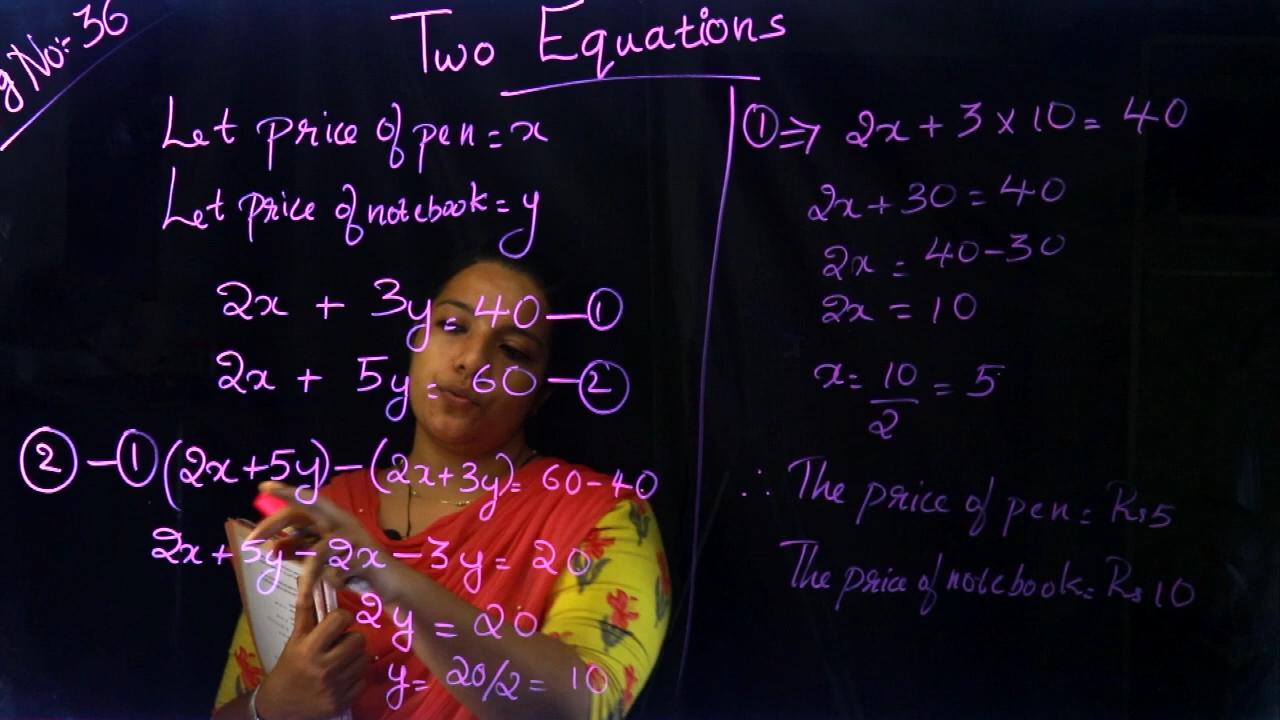 No:- 36
Two Equations
Let price of pen = x
Let price of notebook = y
2x + 3y = 40 — ①
2x + 5y = 60 — ②
② - ① (2x+5y) - (2x+3y) = 60 - 40
2x + 5y - 2x - 3y = 20
2y = 20
y = 20/2 = 10
① ⇒ 2x + 3 × 10 = 40
2x + 30 = 40
2x = 40 - 30
2x = 10
x = 10/2 = 5
∴ The price of pen = Rs 5
The price of notebook = Rs 10